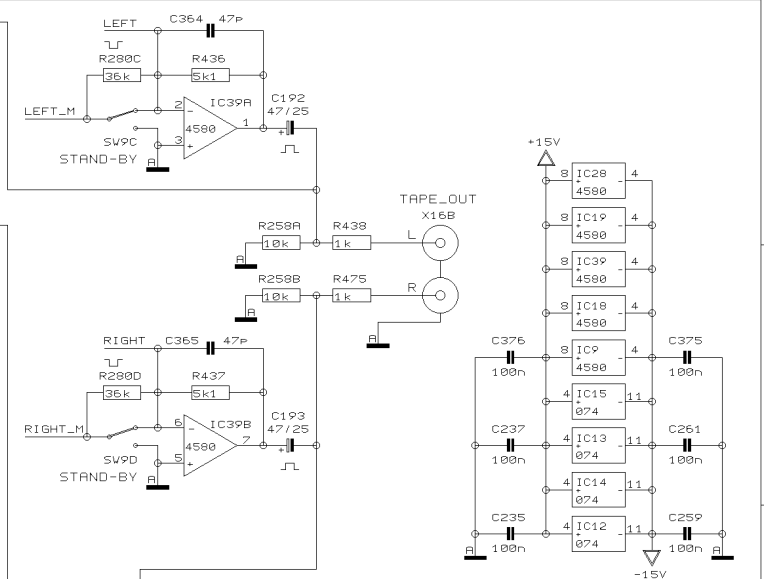 LEFT
C364 47p
R280C
36k
R436
5k1
LEFT_M
2
-
IC39A
4580
1
3
+
C192
47/25
+
SW9C
A
STAND-BY
+15V
8 IC28 4
+ -
4580
8 IC19 4
+ -
4580
8 IC39 4
+ -
4580
8 IC18 4
+ -
4580
8 IC9 4
+ -
4580
4 IC15 11
+ -
074
4 IC13 11
+ -
074
4 IC14 11
+ -
074
4 IC12 11
+ -
074
C376
100n
C375
100n
C237
100n
C261
100n
C235
100n
C259
100n
A
A
-15V
TAPE_OUT
X16B
R258A
10k
R438
1k
L
A
R258B
10k
R475
1k
R
A
A
RIGHT
C365 47p
R280D
36k
R437
5k1
RIGHT_M
6
-
IC39B
4580
7
5
+
C193
47/25
+
SW9D
A
STAND-BY